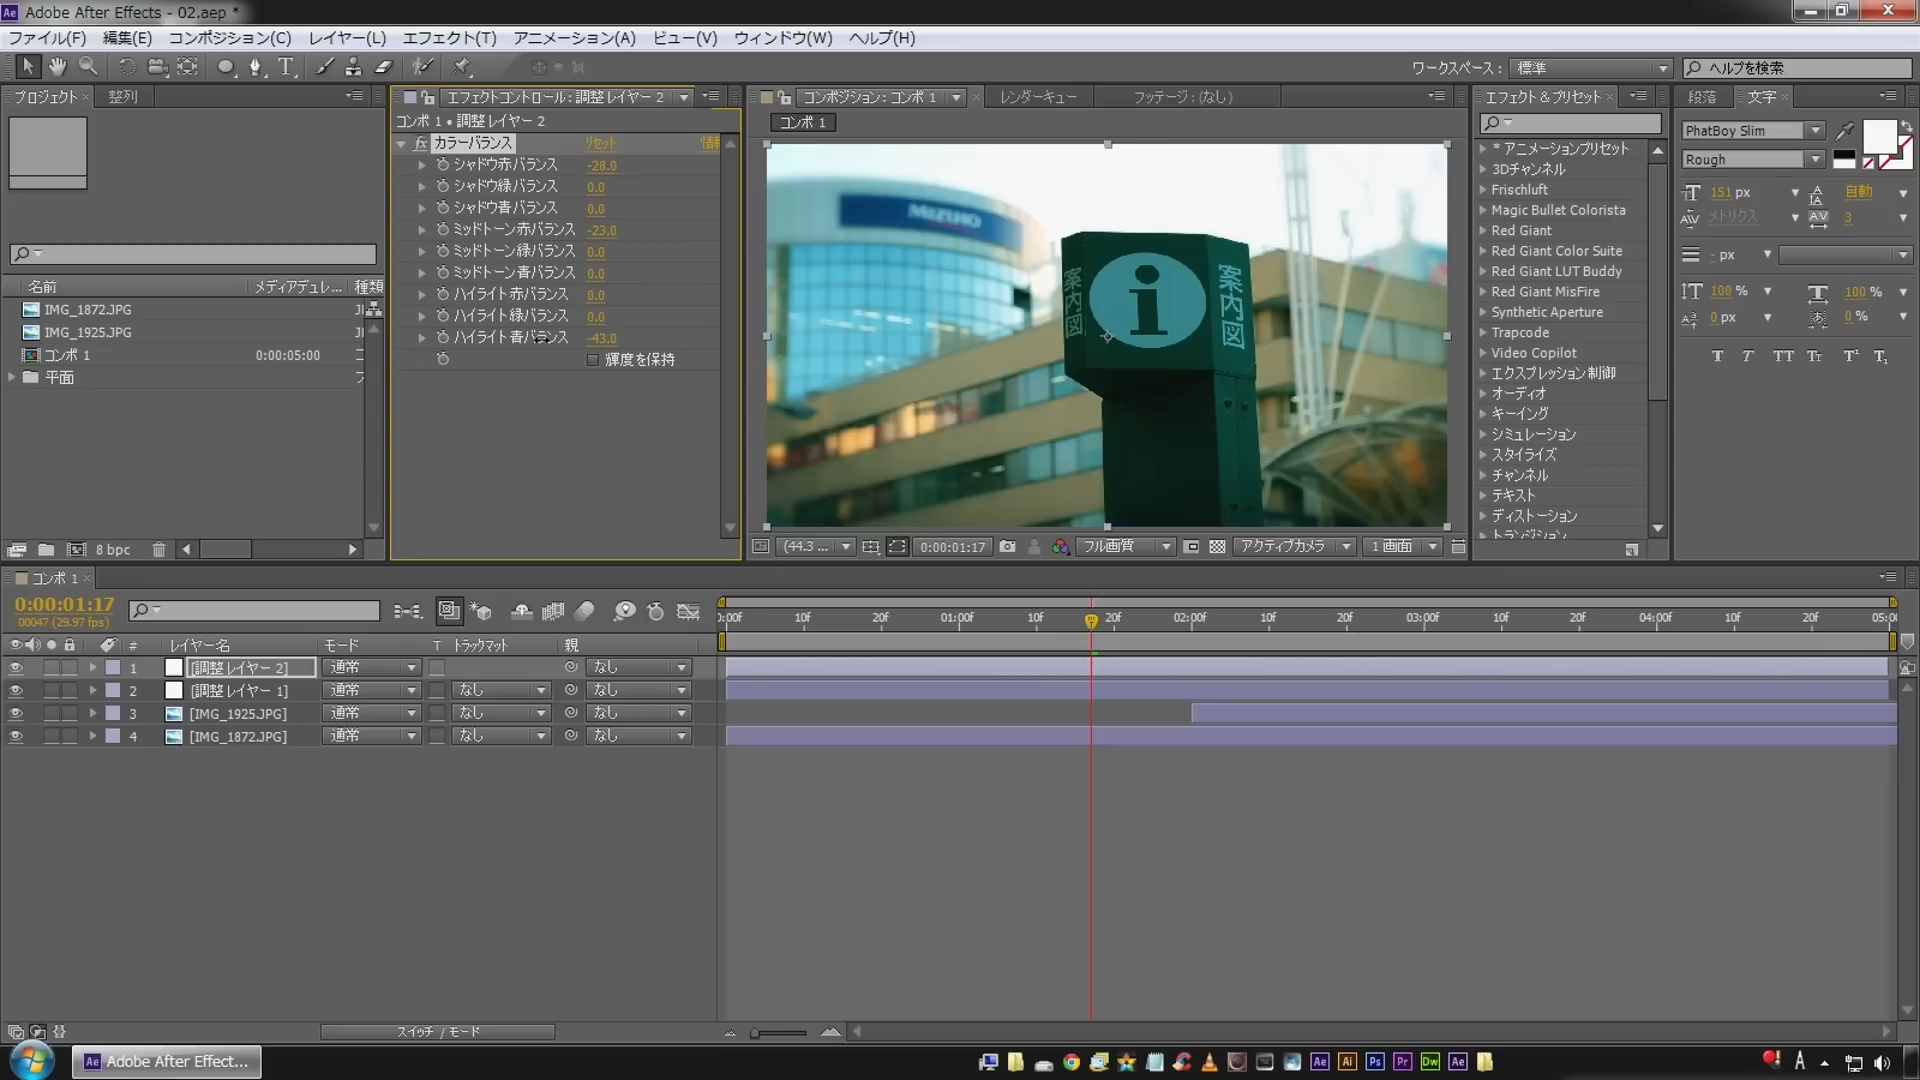 Adobe After Effects - 02.aep *
ファイル(F) 編集(E) コンポジション(C) レイヤー(L) エフェクト(T) アニメーション(A) ビュー(V) ウィンドウ(W) ヘルプ(H)
ワークスペース: 標準 ヘルプを検索
プロジェクト 整列
エフェクトコントロール: 調整レイヤー 2
コンポ 1 • 調整レイヤー 2
カラーバランス リセット 情報
シャドウ赤バランス -28.0
シャドウ緑バランス 0.0
シャドウ青バランス 0.0
ミッドトーン赤バランス -23.0
ミッドトーン緑バランス 0.0
ミッドトーン青バランス 0.0
ハイライト赤バランス 0.0
ハイライト緑バランス 0.0
ハイライト青バランス -43.0
輝度を保持
名前 メディアデュレ... 種類
IMG_1872.JPG
IMG_1925.JPG
コンポ 1 0:00:05:00
平面
8 bpc
コンポジション: コンポ 1 レンダーキュー フッテージ: (なし)
コンポ 1
MIZUHO
案内図
i
案内図
(44.3 ... 0:00:01:17 フル画質 アクティブカメラ 1 画面
エフェクト＆プリセット
* アニメーションプリセット
3Dチャンネル
Frischluft
Magic Bullet Colorista
Red Giant
Red Giant Color Suite
Red Giant LUT Buddy
Red Giant MisFire
Synthetic Aperture
Trapcode
Video Copilot
エクスプレッション制御
オーディオ
キーイング
シミュレーション
スタイライズ
チャンネル
テキスト
ディストーション
トランジション
段落 文字
PhatBoy Slim
Rough
151 px 自動
メトリクス 3
- px
100 % 100 %
0 px 0 %
T T TT Tt T¹ T₁
コンポ 1
0:00:01:17
00047 (29.97 fps)
0:00f 10f 20f 01:00f 10f 20f 02:00f 10f 20f 03:00f 10f 20f 04:00f 10f 20f 05:00
# レイヤー名 モード T トラックマット 親
1 [調整レイヤー 2] 通常 なし
2 [調整レイヤー 1] 通常 なし なし
3 [IMG_1925.JPG] 通常 なし なし
4 [IMG_1872.JPG] 通常 なし なし
スイッチ / モード
Adobe After Effect...
Ae Ai Ps Pr Dw Ae
A